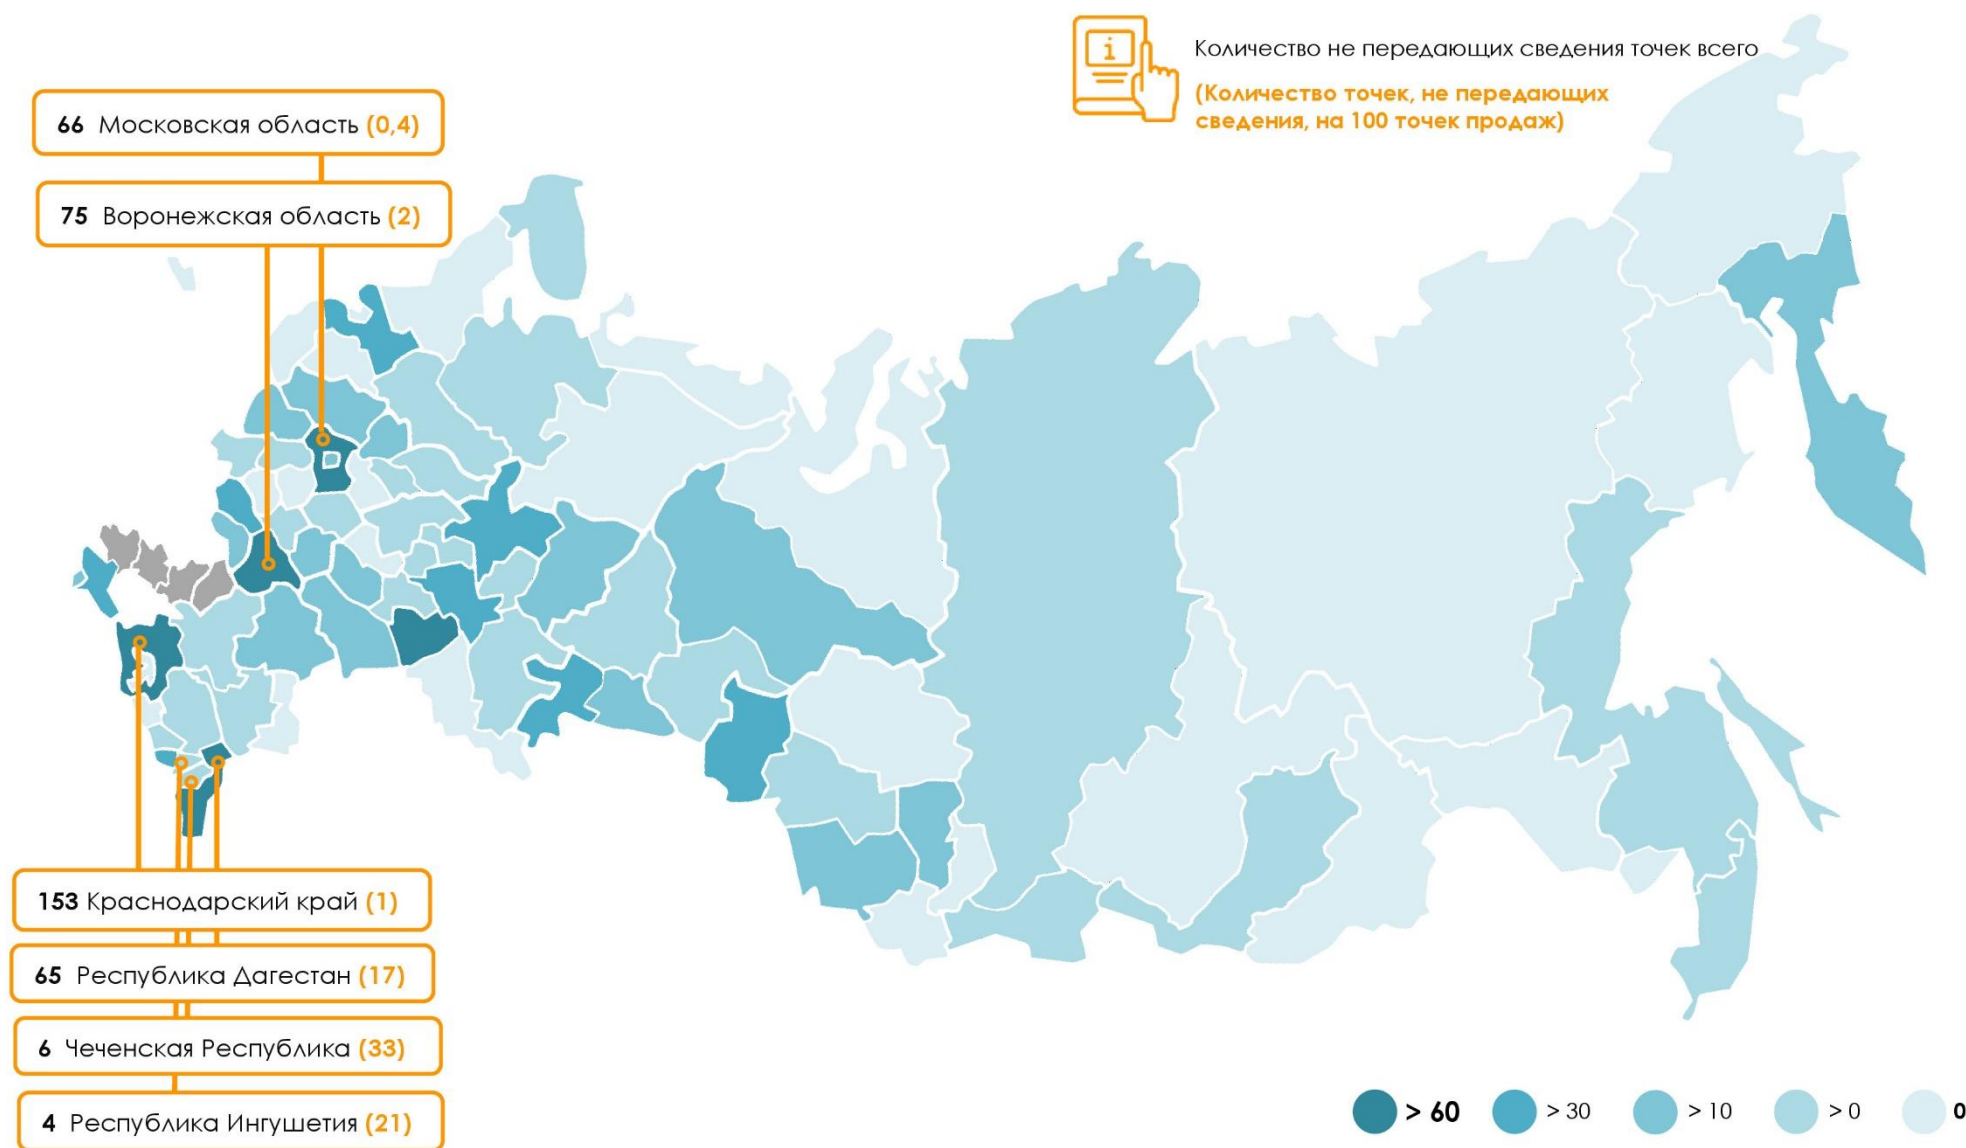 i
Количество не передающих сведения точек всего
(Количество точек, не передающих
сведения, на 100 точек продаж)
66 Московская область (0,4)
75 Воронежская область (2)
153 Краснодарский край (1)
65 Республика Дагестан (17)
6 Чеченская Республика (33)
4 Республика Ингушетия (21)
> 60 > 30 > 10 > 0 0